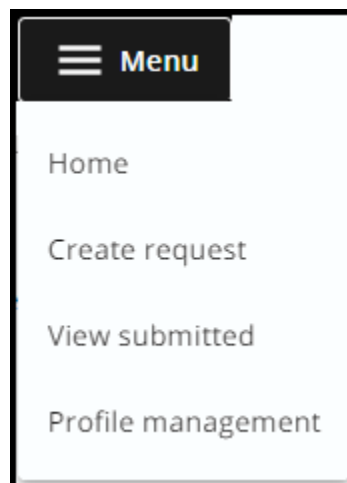 Menu
Home
Create request
View submitted
Profile management